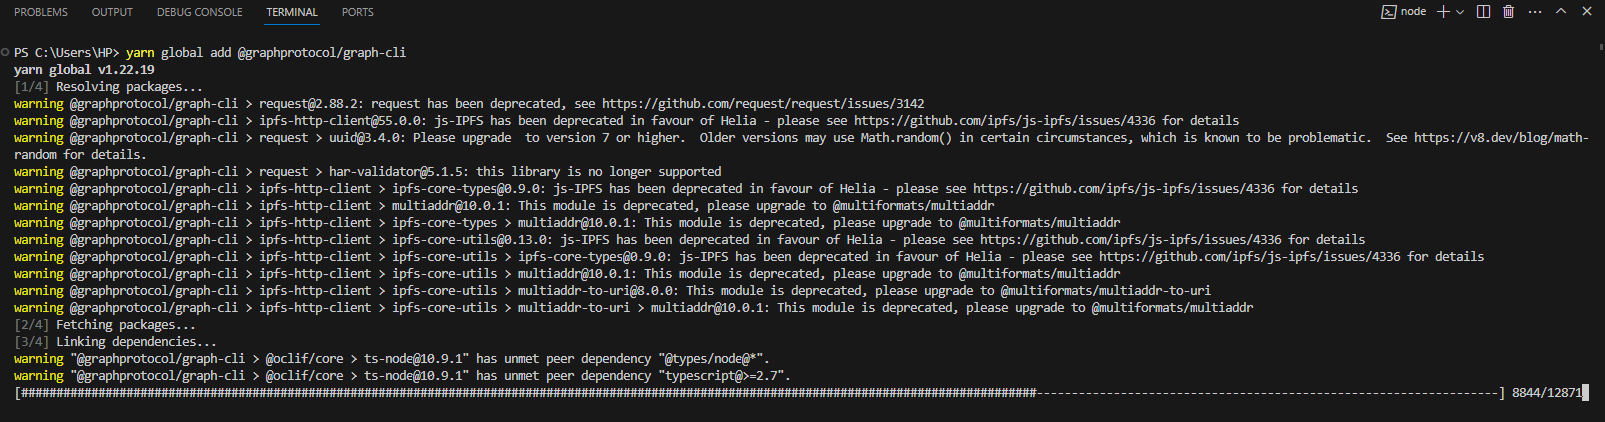 PROBLEMS OUTPUT DEBUG CONSOLE TERMINAL PORTS node
PS C:\Users\HP> yarn global add @graphprotocol/graph-cli
yarn global v1.22.19
[1/4] Resolving packages...
warning @graphprotocol/graph-cli > request@2.88.2: request has been deprecated, see https://github.com/request/request/issues/3142
warning @graphprotocol/graph-cli > ipfs-http-client@55.0.0: js-IPFS has been deprecated in favour of Helia - please see https://github.com/ipfs/js-ipfs/issues/4336 for details
warning @graphprotocol/graph-cli > request > uuid@3.4.0: Please upgrade  to version 7 or higher.  Older versions may use Math.random() in certain circumstances, which is known to be problematic.  See https://v8.dev/blog/math-
random for details.
warning @graphprotocol/graph-cli > request > har-validator@5.1.5: this library is no longer supported
warning @graphprotocol/graph-cli > ipfs-http-client > ipfs-core-types@0.9.0: js-IPFS has been deprecated in favour of Helia - please see https://github.com/ipfs/js-ipfs/issues/4336 for details
warning @graphprotocol/graph-cli > ipfs-http-client > multiaddr@10.0.1: This module is deprecated, please upgrade to @multiformats/multiaddr
warning @graphprotocol/graph-cli > ipfs-http-client > ipfs-core-types > multiaddr@10.0.1: This module is deprecated, please upgrade to @multiformats/multiaddr
warning @graphprotocol/graph-cli > ipfs-http-client > ipfs-core-utils@0.13.0: js-IPFS has been deprecated in favour of Helia - please see https://github.com/ipfs/js-ipfs/issues/4336 for details
warning @graphprotocol/graph-cli > ipfs-http-client > ipfs-core-utils > ipfs-core-types@0.9.0: js-IPFS has been deprecated in favour of Helia - please see https://github.com/ipfs/js-ipfs/issues/4336 for details
warning @graphprotocol/graph-cli > ipfs-http-client > ipfs-core-utils > multiaddr@10.0.1: This module is deprecated, please upgrade to @multiformats/multiaddr
warning @graphprotocol/graph-cli > ipfs-http-client > ipfs-core-utils > multiaddr-to-uri@8.0.0: This module is deprecated, please upgrade to @multiformats/multiaddr-to-uri
warning @graphprotocol/graph-cli > ipfs-http-client > ipfs-core-utils > multiaddr-to-uri > multiaddr@10.0.1: This module is deprecated, please upgrade to @multiformats/multiaddr
[2/4] Fetching packages...
[3/4] Linking dependencies...
warning "@graphprotocol/graph-cli > @oclif/core > ts-node@10.9.1" has unmet peer dependency "@types/node@*".
warning "@graphprotocol/graph-cli > @oclif/core > ts-node@10.9.1" has unmet peer dependency "typescript@>=2.7".
[#################################################################################################################################################------------------------------------------------------------------] 8844/12871